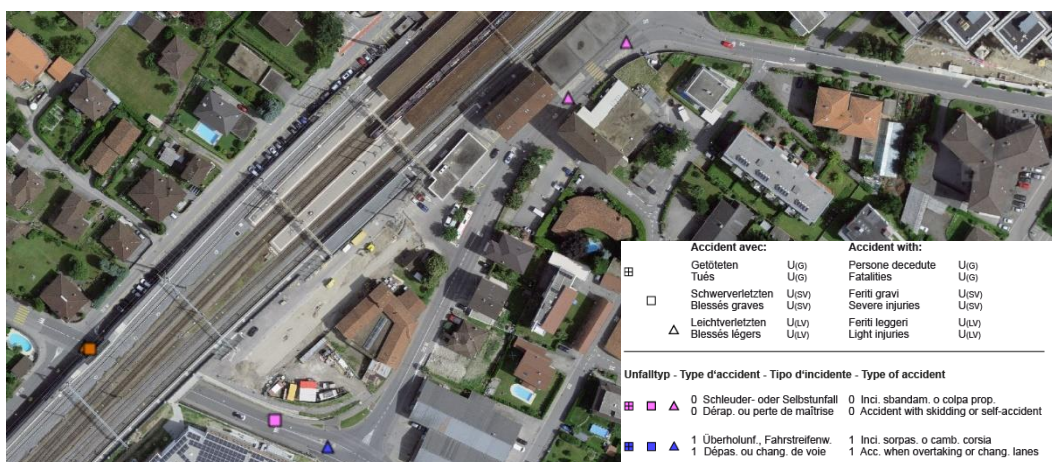 Accident avec: Accident with:
Getöteten U(G) Persone decedute U(G)
Tués U(G) Fatalities U(G)
Schwerverletzten U(SV) Feriti gravi U(SV)
Blessés graves U(SV) Severe injuries U(SV)
Leichtverletzten U(LV) Feriti leggeri U(LV)
Blessés légers U(LV) Light injuries U(LV)
Unfalltyp - Type d'accident - Tipo d'incidente - Type of accident
0 Schleuder- oder Selbstunfall 0 Inci. sbandam. o colpa prop.
0 Dérap. ou perte de maîtrise 0 Accident with skidding or self-accident
1 Überholunf., Fahrstreifenw. 1 Inci. sorpas. o camb. corsia
1 Dépas. ou chang. de voie 1 Acc. when overtaking or chang. lanes